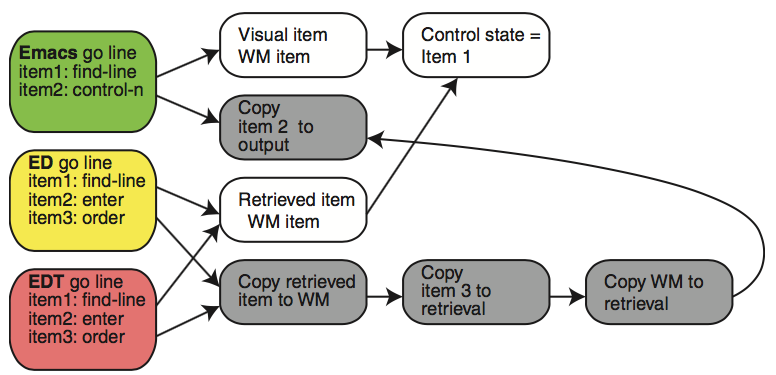 Emacs go line
item1: find-line
item2: control-n
Visual item
WM item
Control state =
Item 1
Copy
item 2 to
output
ED go line
item1: find-line
item2: enter
item3: order
Retrieved item
WM item
EDT go line
item1: find-line
item2: enter
item3: order
Copy retrieved
item to WM
Copy
item 3 to
retrieval
Copy WM to
retrieval